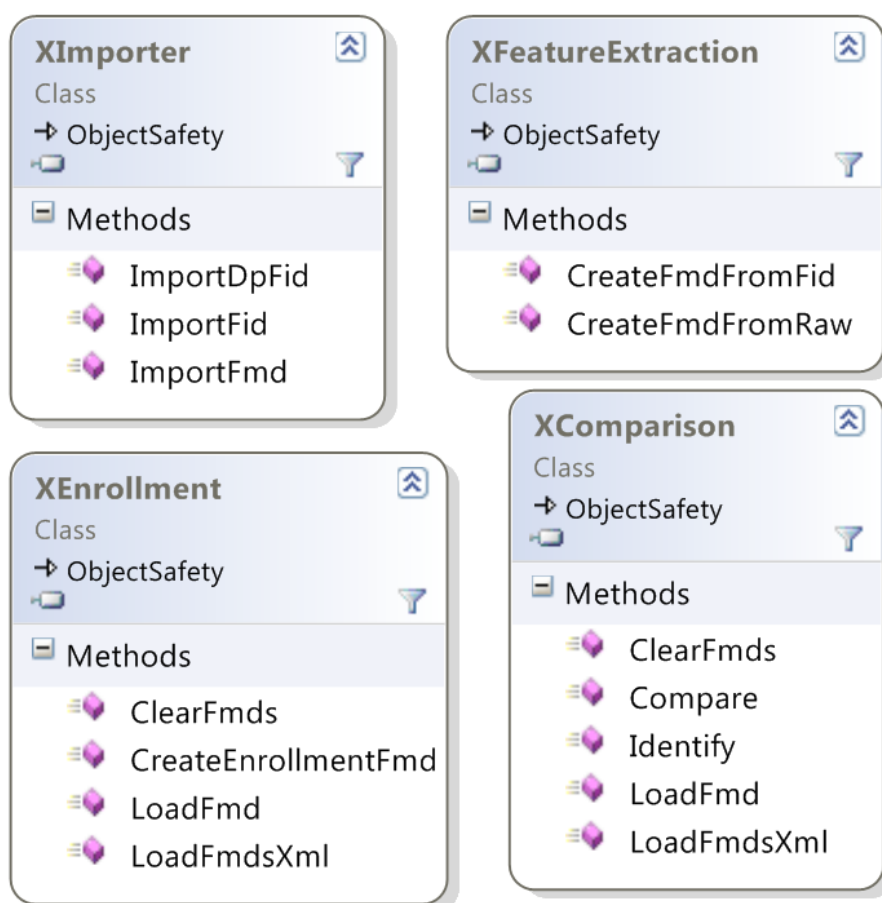 XImporter
Class
ObjectSafety
Methods
ImportDpFid
ImportFid
ImportFmd
XFeatureExtraction
Class
ObjectSafety
Methods
CreateFmdFromFid
CreateFmdFromRaw
XEnrollment
Class
ObjectSafety
Methods
ClearFmds
CreateEnrollmentFmd
LoadFmd
LoadFmdsXml
XComparison
Class
ObjectSafety
Methods
ClearFmds
Compare
Identify
LoadFmd
LoadFmdsXml